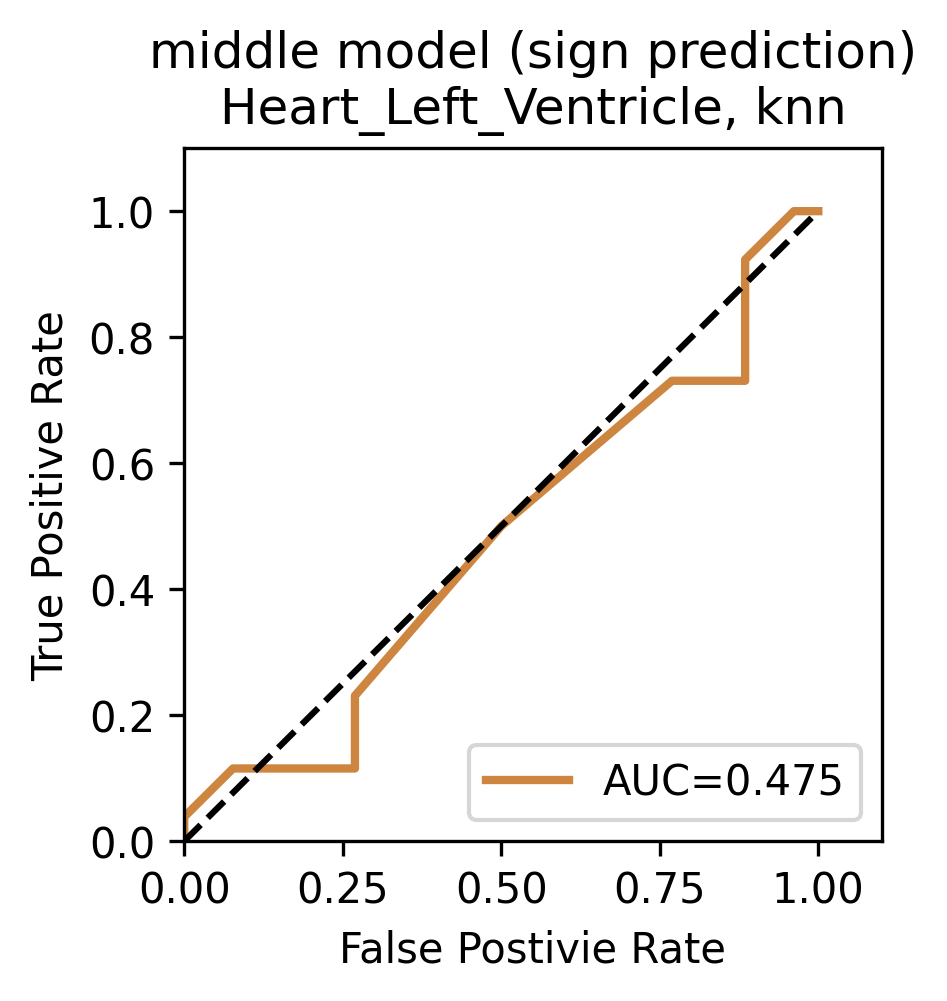 middle model (sign prediction)
Heart_Left_Ventricle, knn
True Positive Rate
1.0
0.8
0.6
0.4
0.2
0.0
AUC=0.475
0.00 0.25 0.50 0.75 1.00
False Postivie Rate